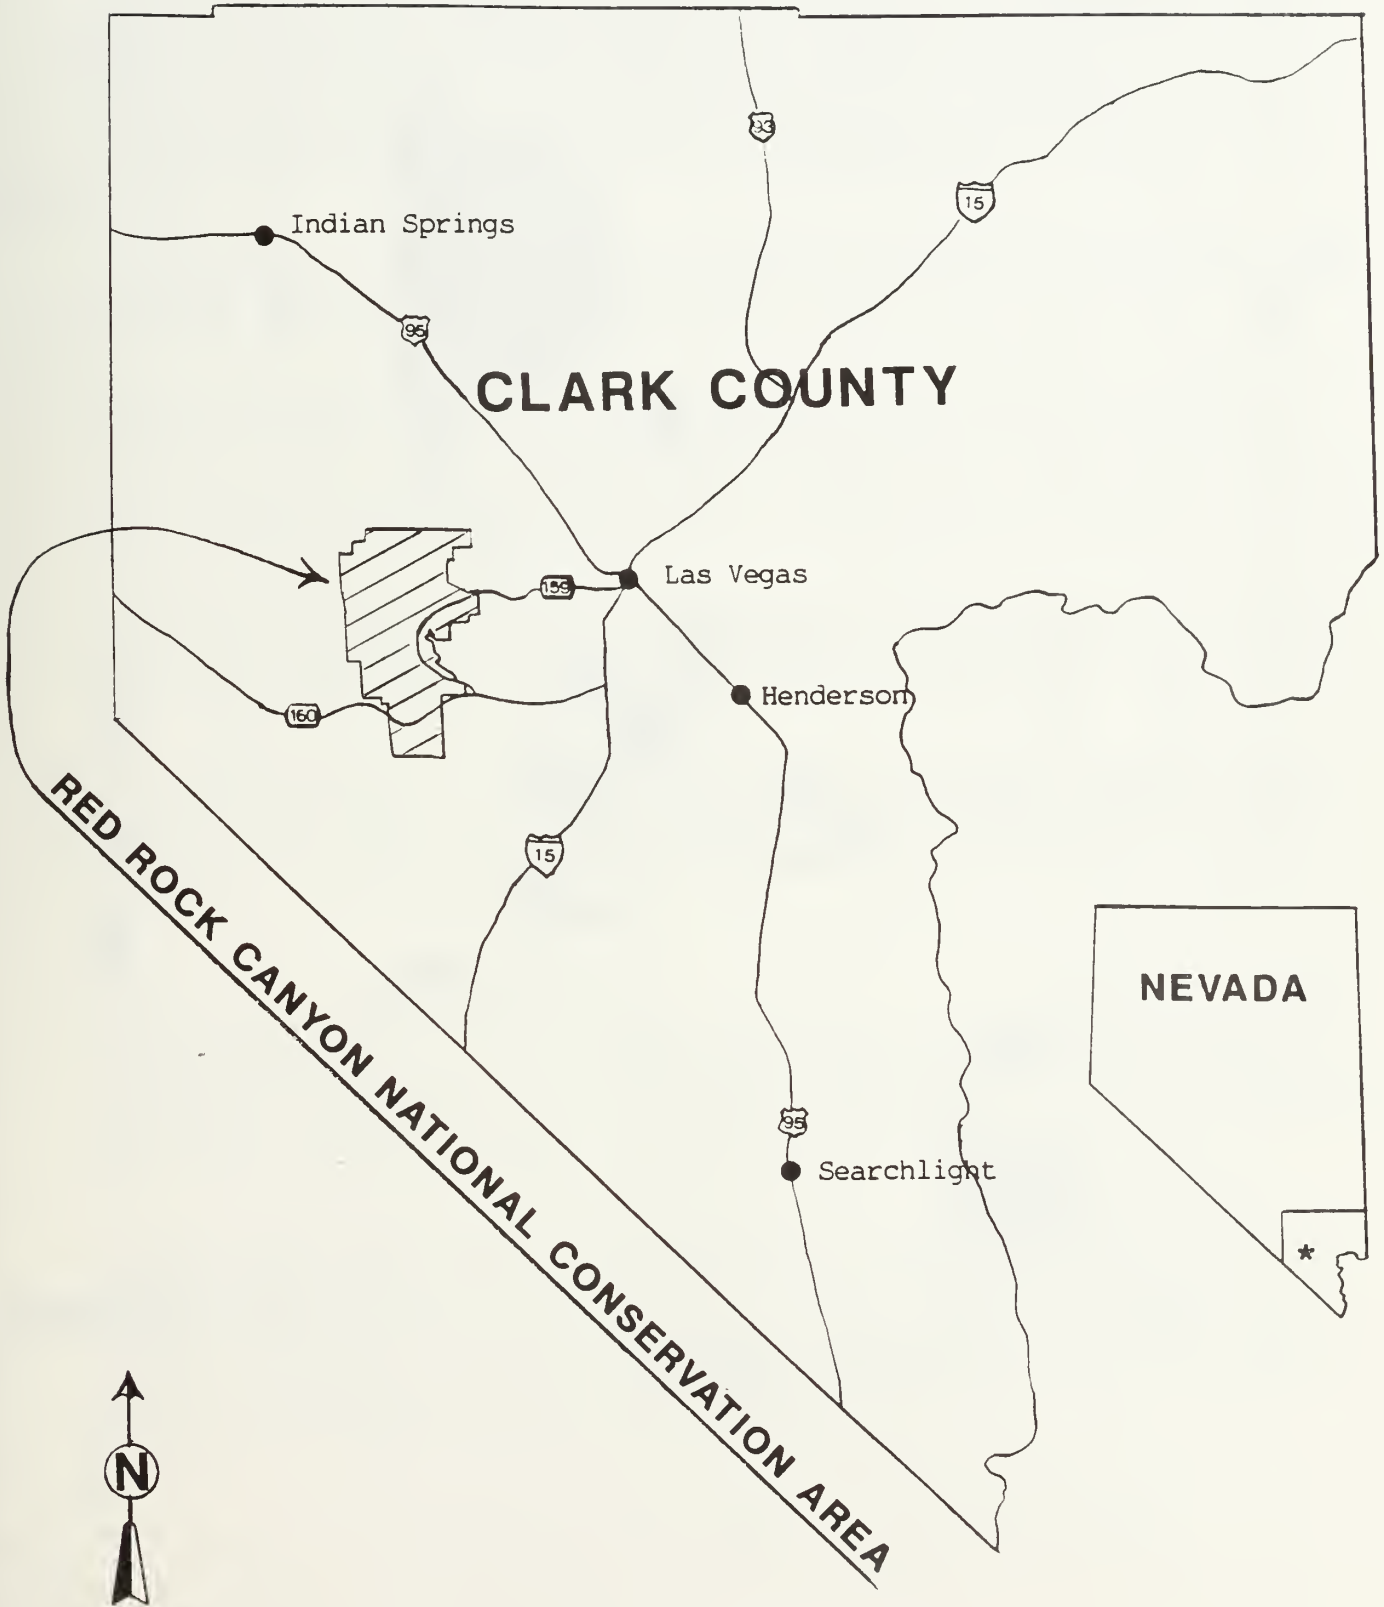 93
15
Indian Springs
95
CLARK COUNTY
159
Las Vegas
Henderson
160
15
RED ROCK CANYON NATIONAL CONSERVATION AREA
NEVADA
95
Searchlight
*
N